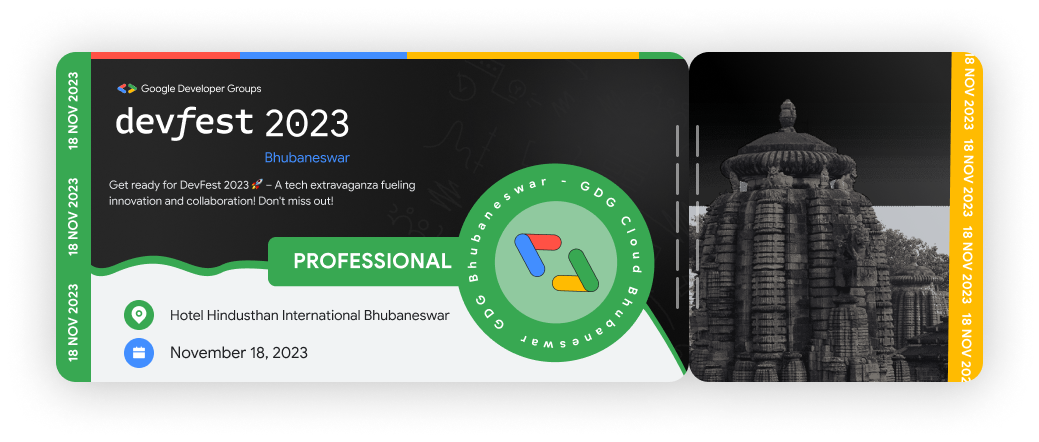 18 NOV 2023 18 NOV 2023 18 NOV 2023
Google Developer Groups
devfest 2023
Bhubaneswar
Get ready for DevFest 2023 🚀 – A tech extravaganza fueling
innovation and collaboration! Don't miss out!
PROFESSIONAL
GDG Bhubaneswar - GDG Cloud Bhubaneswar
Hotel Hindusthan International Bhubaneswar
November 18, 2023
18 NOV 2023 18 NOV 2023 18 NOV 2023 18 NOV 202